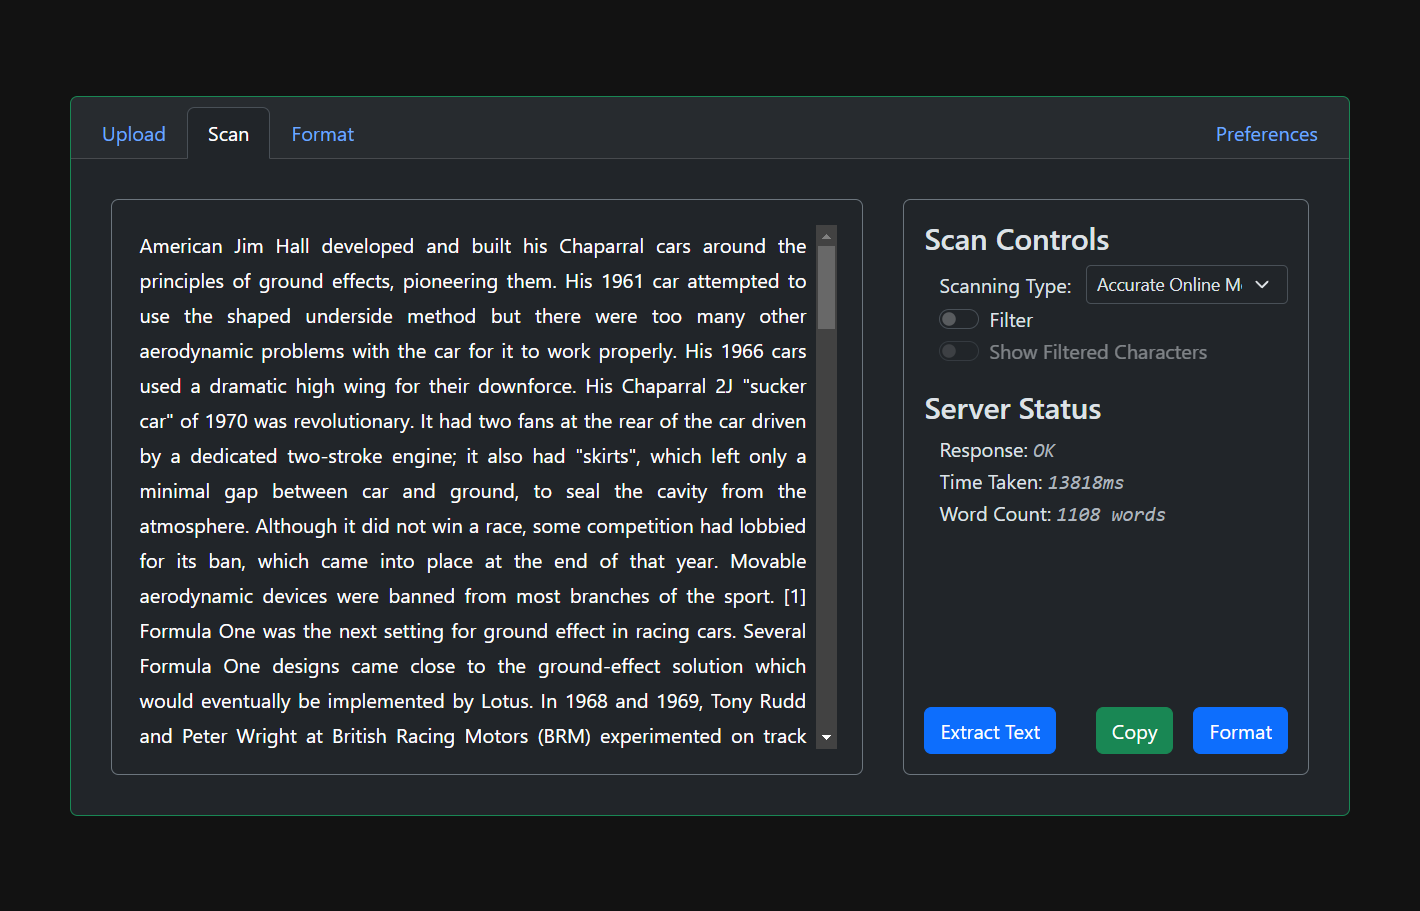 Upload Scan Format Preferences
American Jim Hall developed and built his Chaparral cars around the
principles of ground effects, pioneering them. His 1961 car attempted to
use the shaped underside method but there were too many other
aerodynamic problems with the car for it to work properly. His 1966 cars
used a dramatic high wing for their downforce. His Chaparral 2J "sucker
car" of 1970 was revolutionary. It had two fans at the rear of the car driven
by a dedicated two-stroke engine; it also had "skirts", which left only a
minimal gap between car and ground, to seal the cavity from the
atmosphere. Although it did not win a race, some competition had lobbied
for its ban, which came into place at the end of that year. Movable
aerodynamic devices were banned from most branches of the sport. [1]
Formula One was the next setting for ground effect in racing cars. Several
Formula One designs came close to the ground-effect solution which
would eventually be implemented by Lotus. In 1968 and 1969, Tony Rudd
and Peter Wright at British Racing Motors (BRM) experimented on track
Scan Controls
Scanning Type: Accurate Online M
Filter
Show Filtered Characters
Server Status
Response: OK
Time Taken: 13818ms
Word Count: 1108 words
Extract Text Copy Format